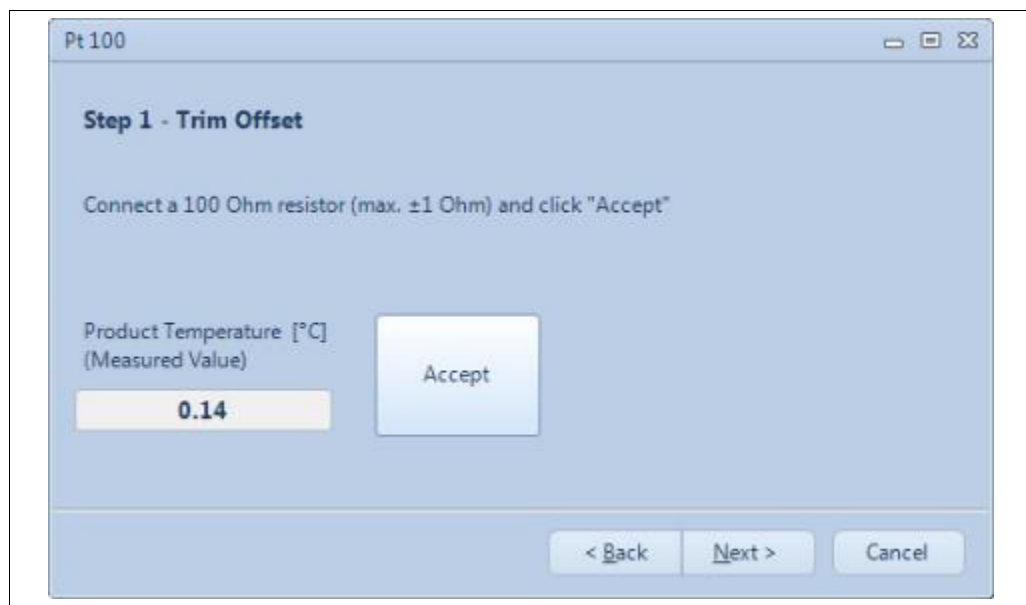 Pt 100
Step 1 - Trim Offset
Connect a 100 Ohm resistor (max. ±1 Ohm) and click "Accept"
Product Temperature [°C]
(Measured Value)
Accept
0.14
< Back Next > Cancel